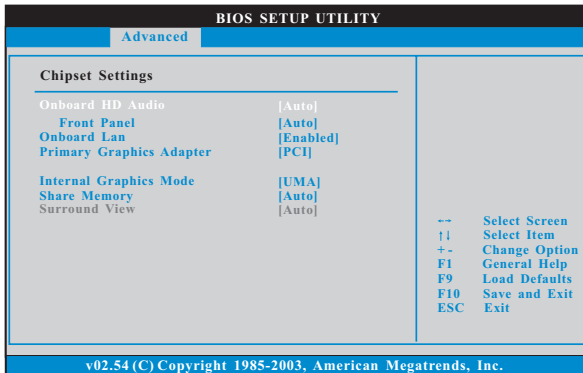 BIOS SETUP UTILITY
Advanced
Chipset Settings
Onboard HD Audio [Auto]
Front Panel [Auto]
Onboard Lan [Enabled]
Primary Graphics Adapter [PCI]
Internal Graphics Mode [UMA]
Share Memory [Auto]
Surround View [Auto]
←→ Select Screen
↑↓ Select Item
+- Change Option
F1 General Help
F9 Load Defaults
F10 Save and Exit
ESC Exit
v02.54 (C) Copyright 1985-2003, American Megatrends, Inc.